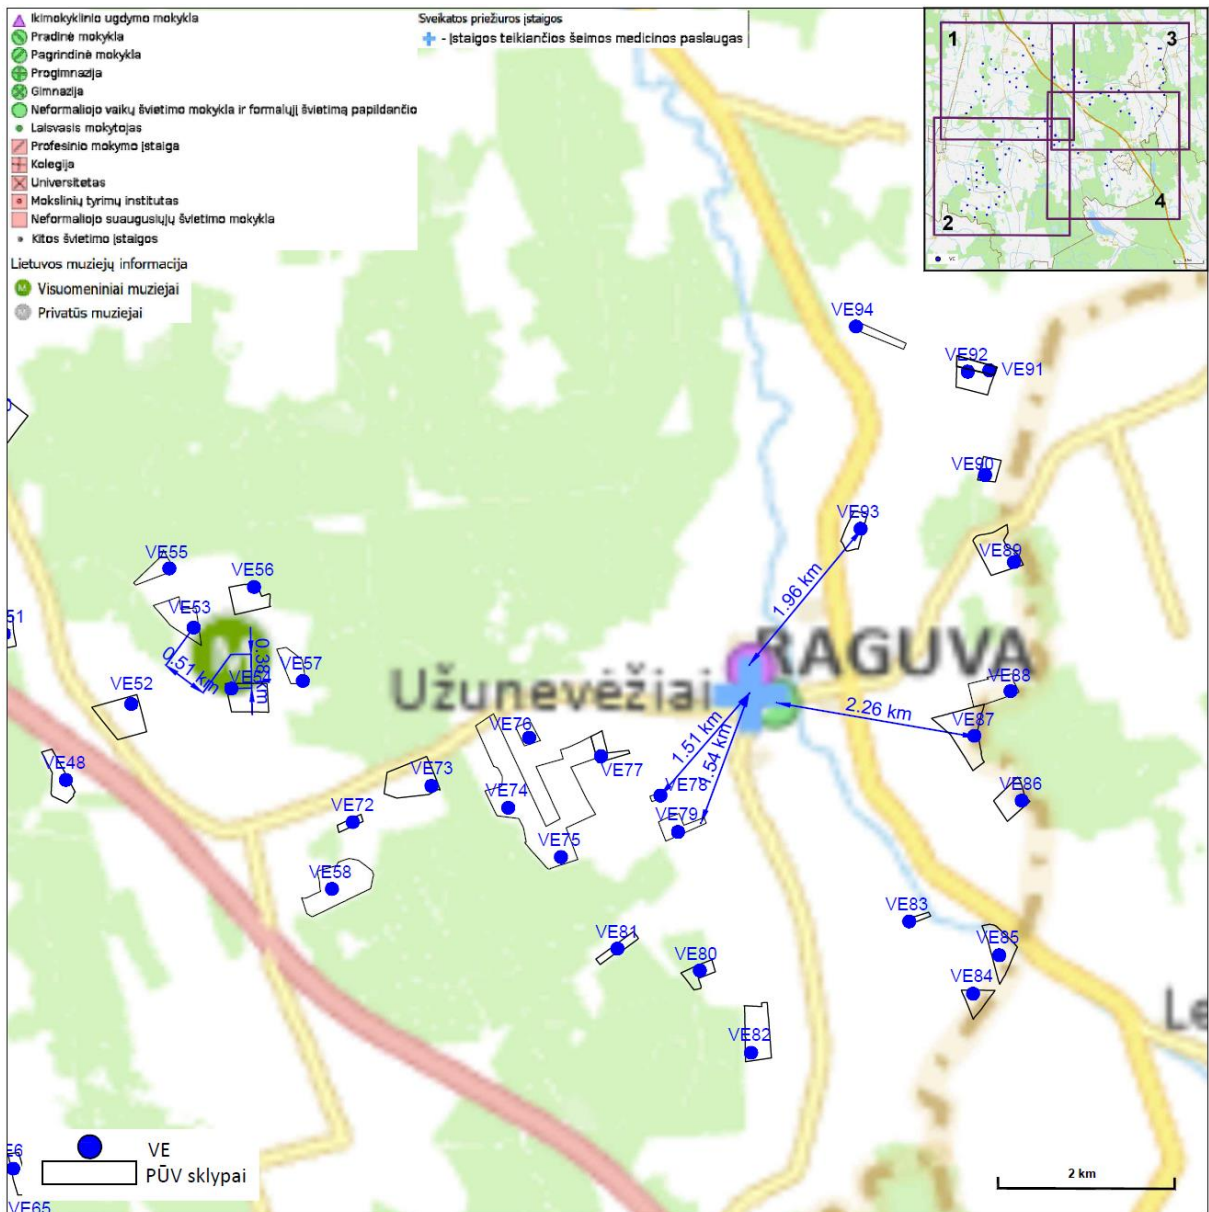 Ikimokyklinio ugdymo mokykla
Pradinė mokykla
Pagrindinė mokykla
Progimnazija
Gimnazija
Neformaliojo vaikų švietimo mokykla ir formalųjį švietimą papildančio
Laisvasis mokytojas
Profesinio mokymo įstaiga
Kolegija
Universitetas
Mokslinių tyrimų institutas
Neformaliojo suaugusiųjų švietimo mokykla
Kitos švietimo įstaigos
Lietuvos muziejų informacija
Visuomeniniai muziejai
Privatūs muziejai
Sveikatos priežiuros įstaigos
- Įstaigos teikiančios šeimos medicinos paslaugas
1
3
2
4
VE
VE94
VE92
VE91
VE90
VE93
VE89
VE55
VE56
VE53
51
1.96 km
0.51 km
0.38 km
VE57
VE54
VE52
RAGUVA
Užunevėžiai
VE88
2.26 km
VE87
VE76
1.51 km
1.54 km
VE48
VE73
VE77
VE74
VE78
VE86
VE72
VE79
VE75
VE58
VE83
VE81
VE85
VE80
VE84
Le
VE82
VE
PŪV sklypai
E6
VE65
2 km